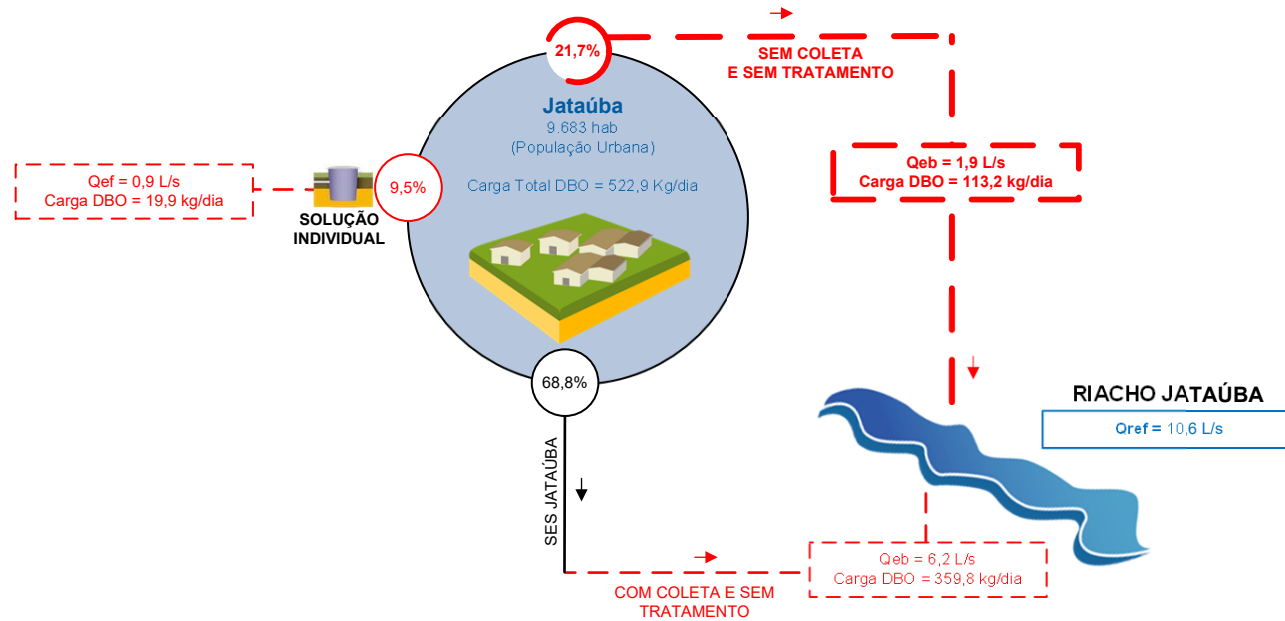 21,7%
SEM COLETA
E SEM TRATAMENTO
Jataúba
9.683 hab
(População Urbana)
Carga Total DBO = 522,9 Kg/dia
Qeb = 1,9 L/s
Carga DBO = 113,2 kg/dia
Qef = 0,9 L/s
Carga DBO = 19,9 kg/dia
9,5%
SOLUÇÃO
INDIVIDUAL
68,8%
RIACHO JATAÚBA
Qref = 10,6 L/s
SES JATAÚBA
Qeb = 6,2 L/s
Carga DBO = 359,8 kg/dia
COM COLETA E SEM
TRATAMENTO